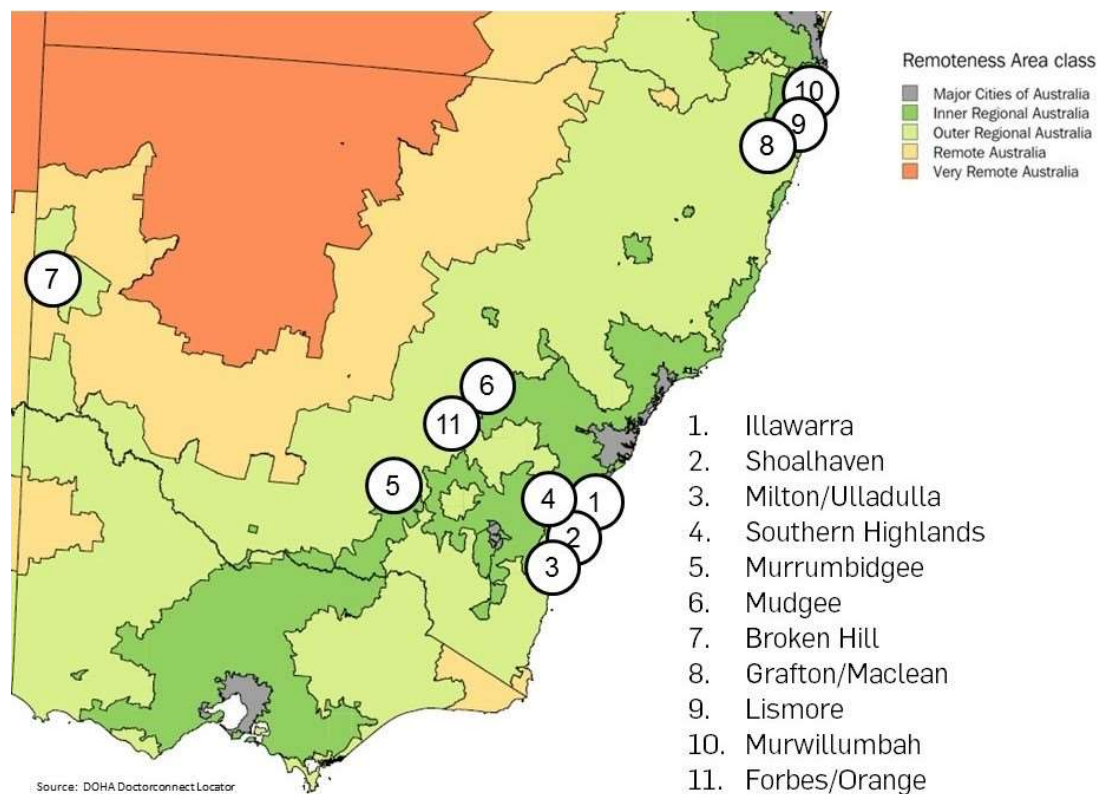 Remoteness Area class
Major Cities of Australia
Inner Regional Australia
Outer Regional Australia
Remote Australia
Very Remote Australia
10
9
8
7
6
11
5
4
1
2
3
1. Illawarra
2. Shoalhaven
3. Milton/Ulladulla
4. Southern Highlands
5. Murrumbidgee
6. Mudgee
7. Broken Hill
8. Grafton/Maclean
9. Lismore
10. Murwillumbah
11. Forbes/Orange
Source: DOHA Doctorconnect Locator